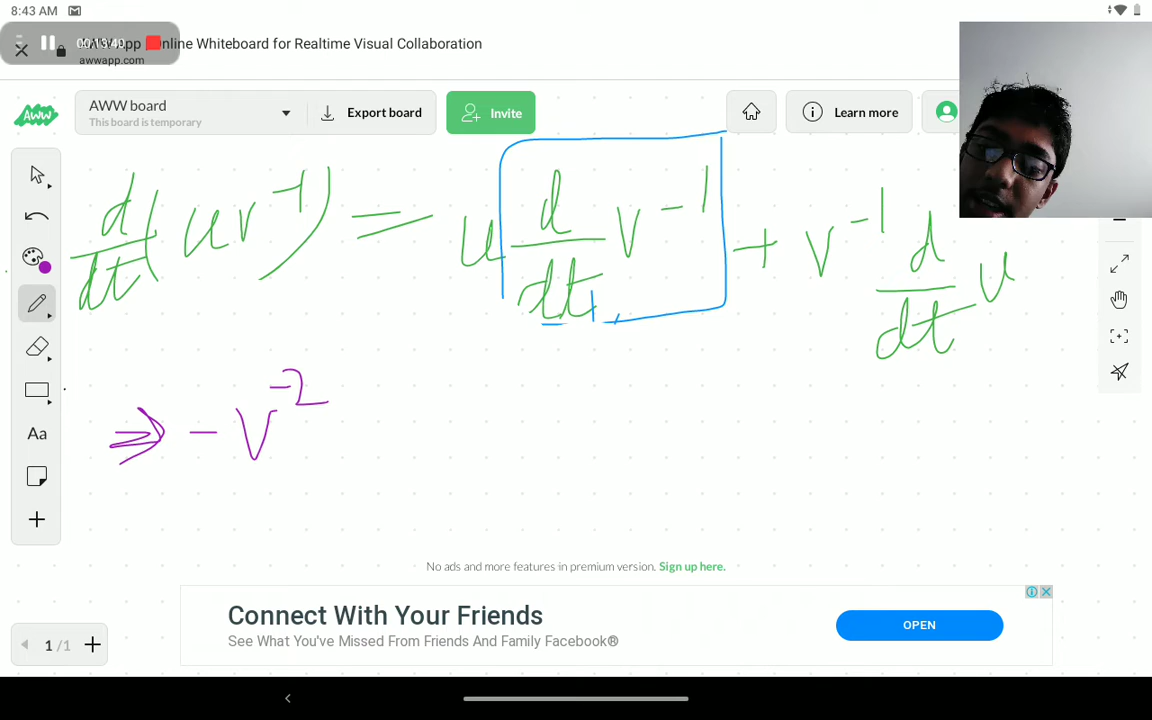 8:43 AM
AWW App Online Whiteboard for Realtime Visual Collaboration
awwapp.com
AWW
AWW board
This board is temporary
Export board
Invite
Learn more
d/dt (uv⁻¹) = u d/dt v⁻¹ + v⁻¹ d/dt u
⇒ - v⁻²
Aa
No ads and more features in premium version. Sign up here.
Connect With Your Friends
See What You've Missed From Friends And Family Facebook®
OPEN
1 /1